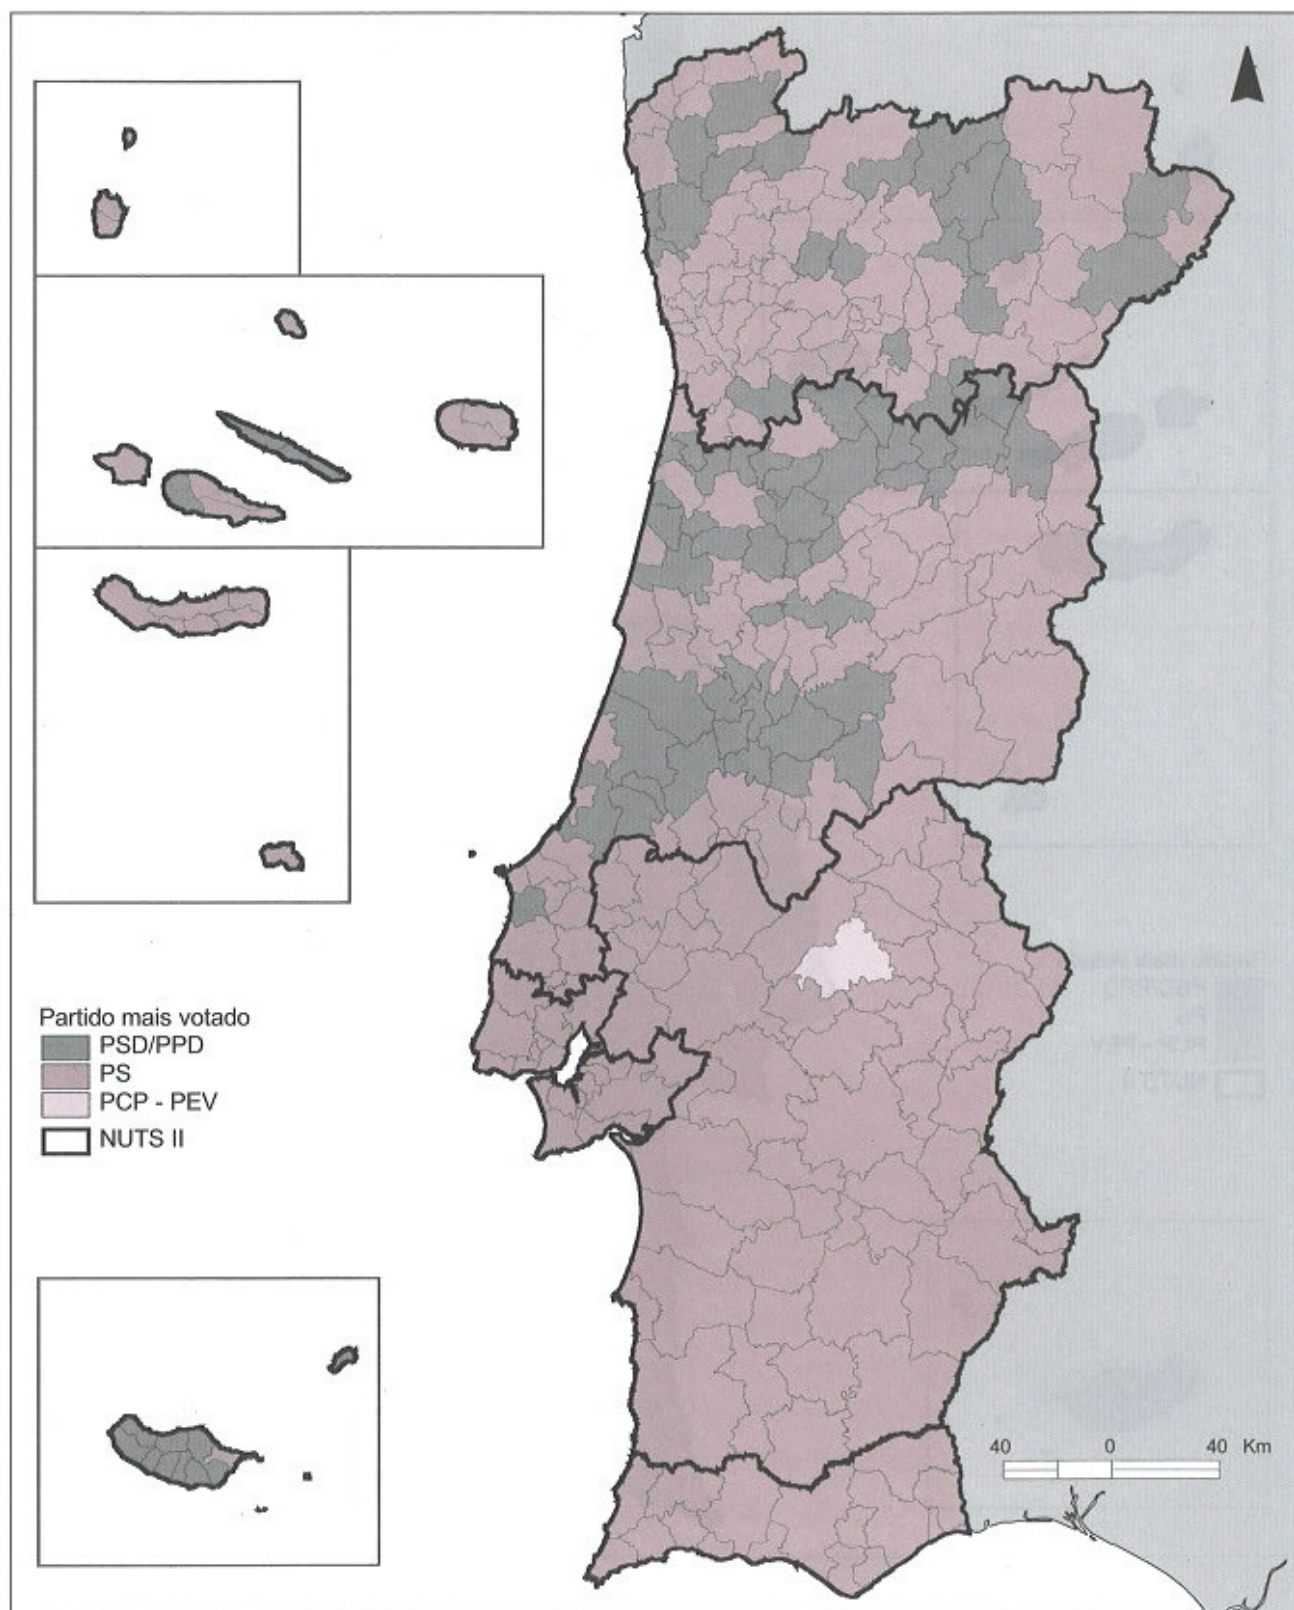 Partido mais votado
PSD/PPD
PS
PCP - PEV
NUTS II
40 0 40 Km